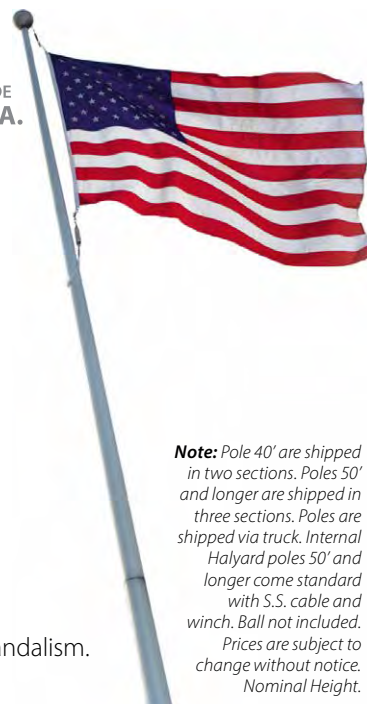 DE
A.
Note: Pole 40’ are shipped
in two sections. Poles 50’
and longer are shipped in
three sections. Poles are
shipped via truck. Internal
Halyard poles 50’ and
longer come standard
with S.S. cable and
winch. Ball not included.
Prices are subject to
change without notice.
Nominal Height.
andalism.